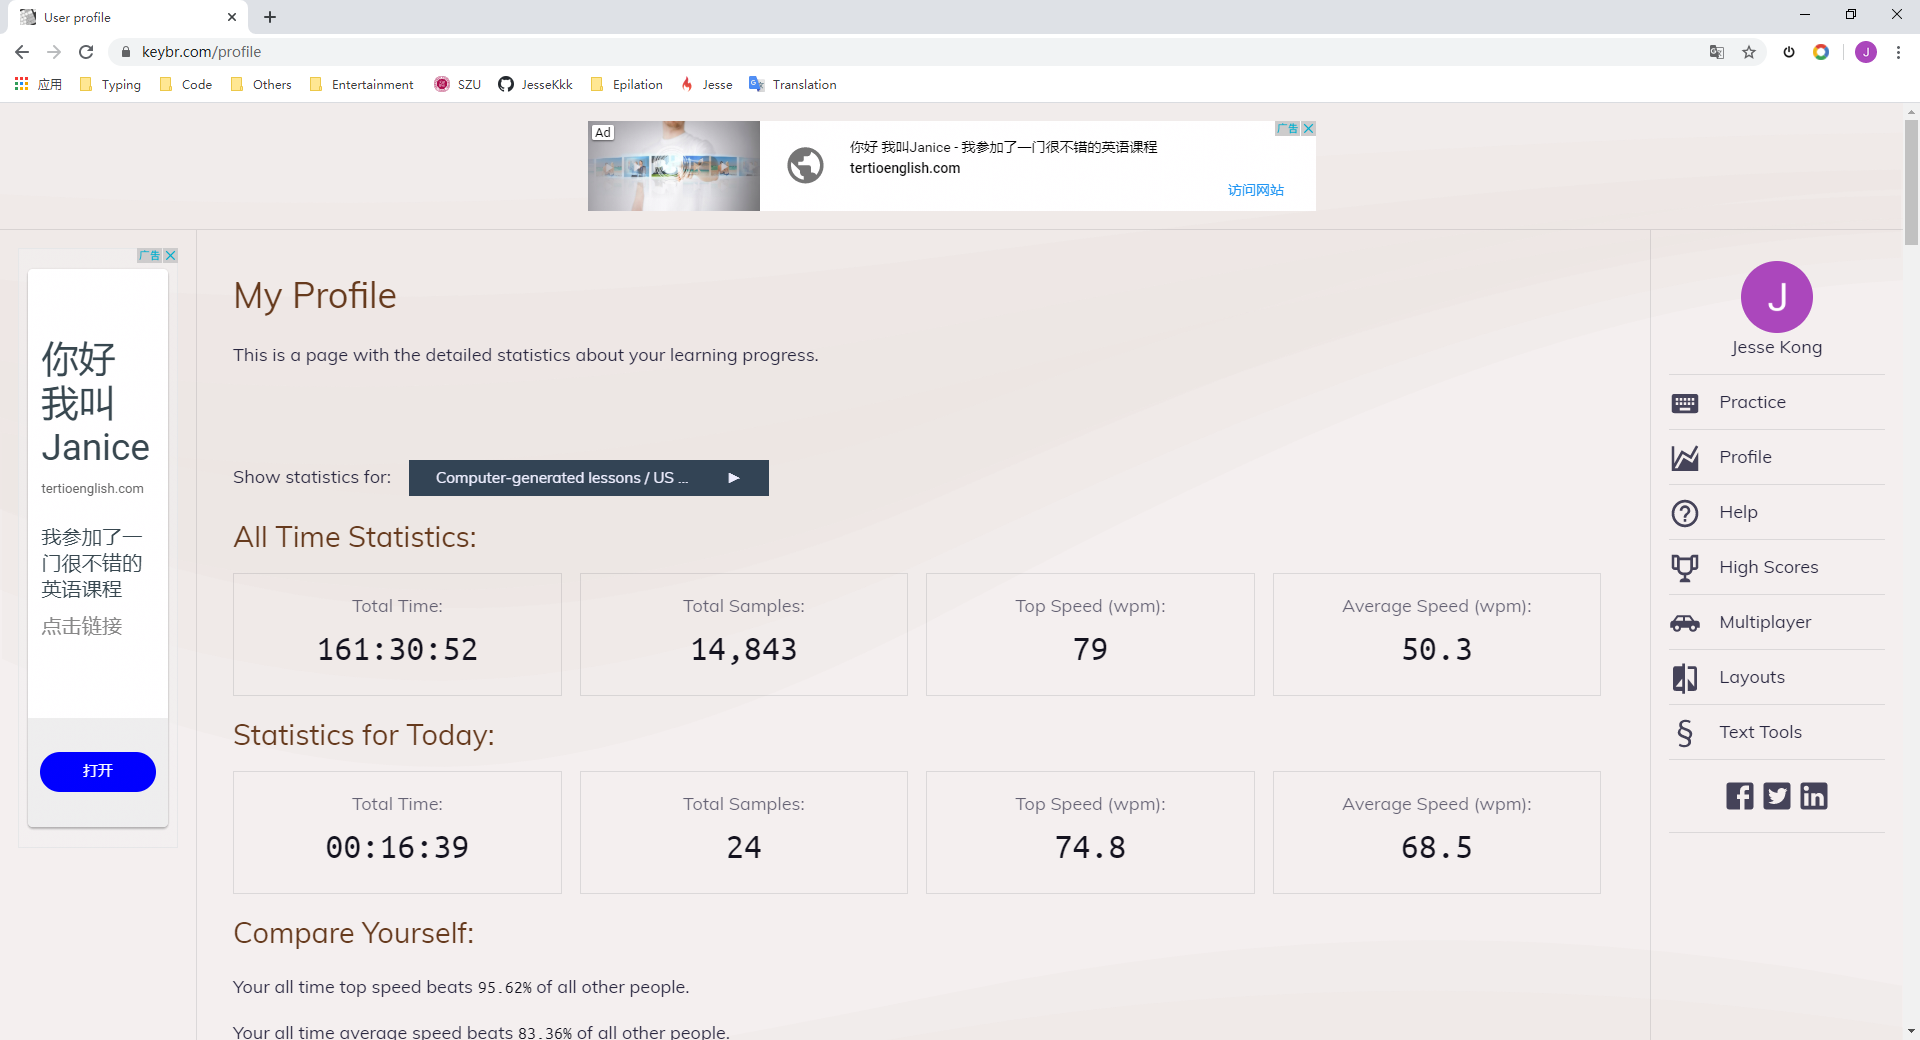 User profile
keybr.com/profile
J
应用
Typing
Code
Others
Entertainment
SZU
JesseKkk
Epilation
Jesse
Translation
Ad
你好 我叫Janice - 我参加了一门很不错的英语课程
tertioenglish.com
访问网站
广告
广告
你好
我叫
Janice
tertioenglish.com
我参加了一
门很不错的
英语课程
点击链接
打开
My Profile
This is a page with the detailed statistics about your learning progress.
Show statistics for:
Computer-generated lessons / US ...
All Time Statistics:
Total Time:
161:30:52
Total Samples:
14,843
Top Speed (wpm):
79
Average Speed (wpm):
50.3
Statistics for Today:
Total Time:
00:16:39
Total Samples:
24
Top Speed (wpm):
74.8
Average Speed (wpm):
68.5
Compare Yourself:
Your all time top speed beats 95.62% of all other people.
Your all time average speed beats 83.36% of all other people.
J
Jesse Kong
Practice
Profile
Help
High Scores
Multiplayer
Layouts
§ Text Tools